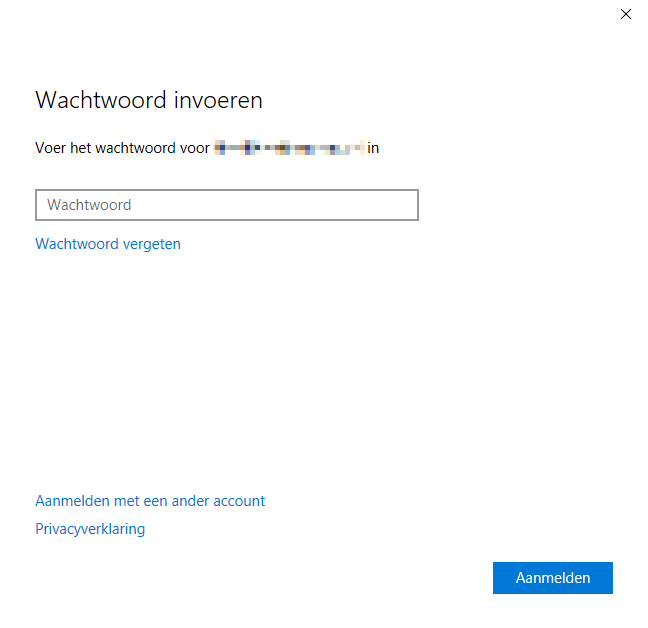 Wachtwoord invoeren
Voer het wachtwoord voor in
Wachtwoord
Wachtwoord vergeten
Aanmelden met een ander account
Privacyverklaring
Aanmelden